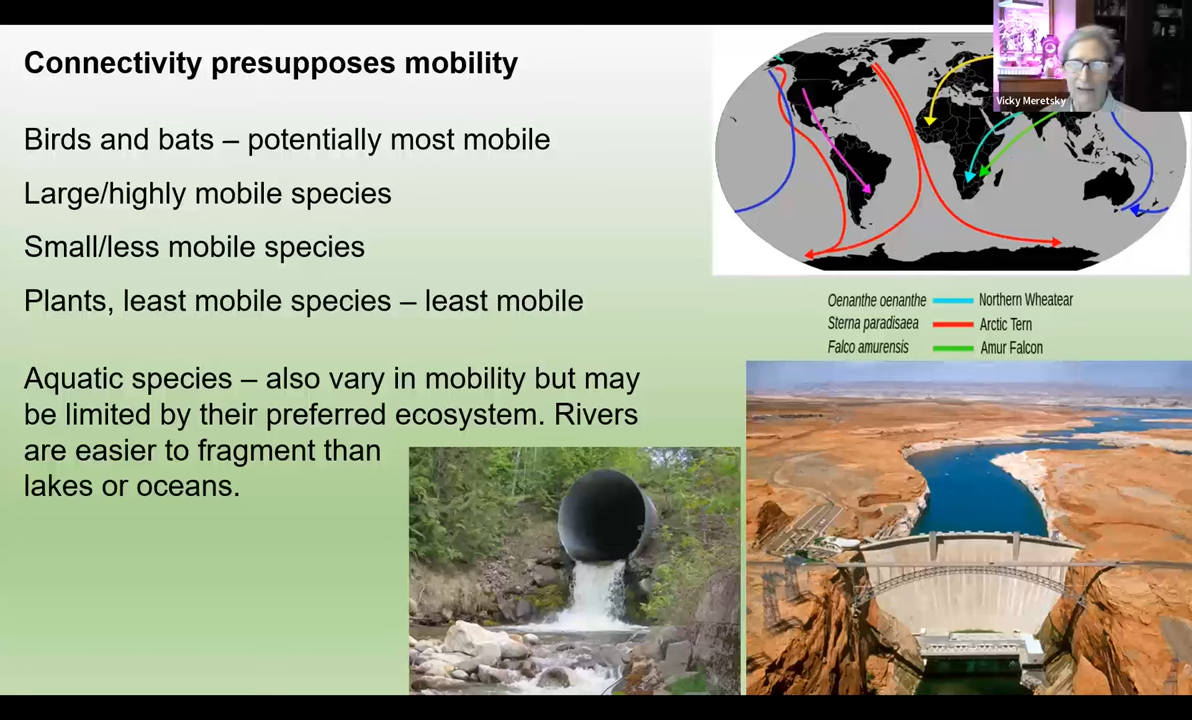 Connectivity presupposes mobility
Birds and bats – potentially most mobile
Large/highly mobile species
Small/less mobile species
Plants, least mobile species – least mobile
Aquatic species – also vary in mobility but may
be limited by their preferred ecosystem. Rivers
are easier to fragment than
lakes or oceans.
Vicky Meretsky
Oenanthe oenanthe Northern Wheatear
Sterna paradisaea Arctic Tern
Falco amurensis Amur Falcon